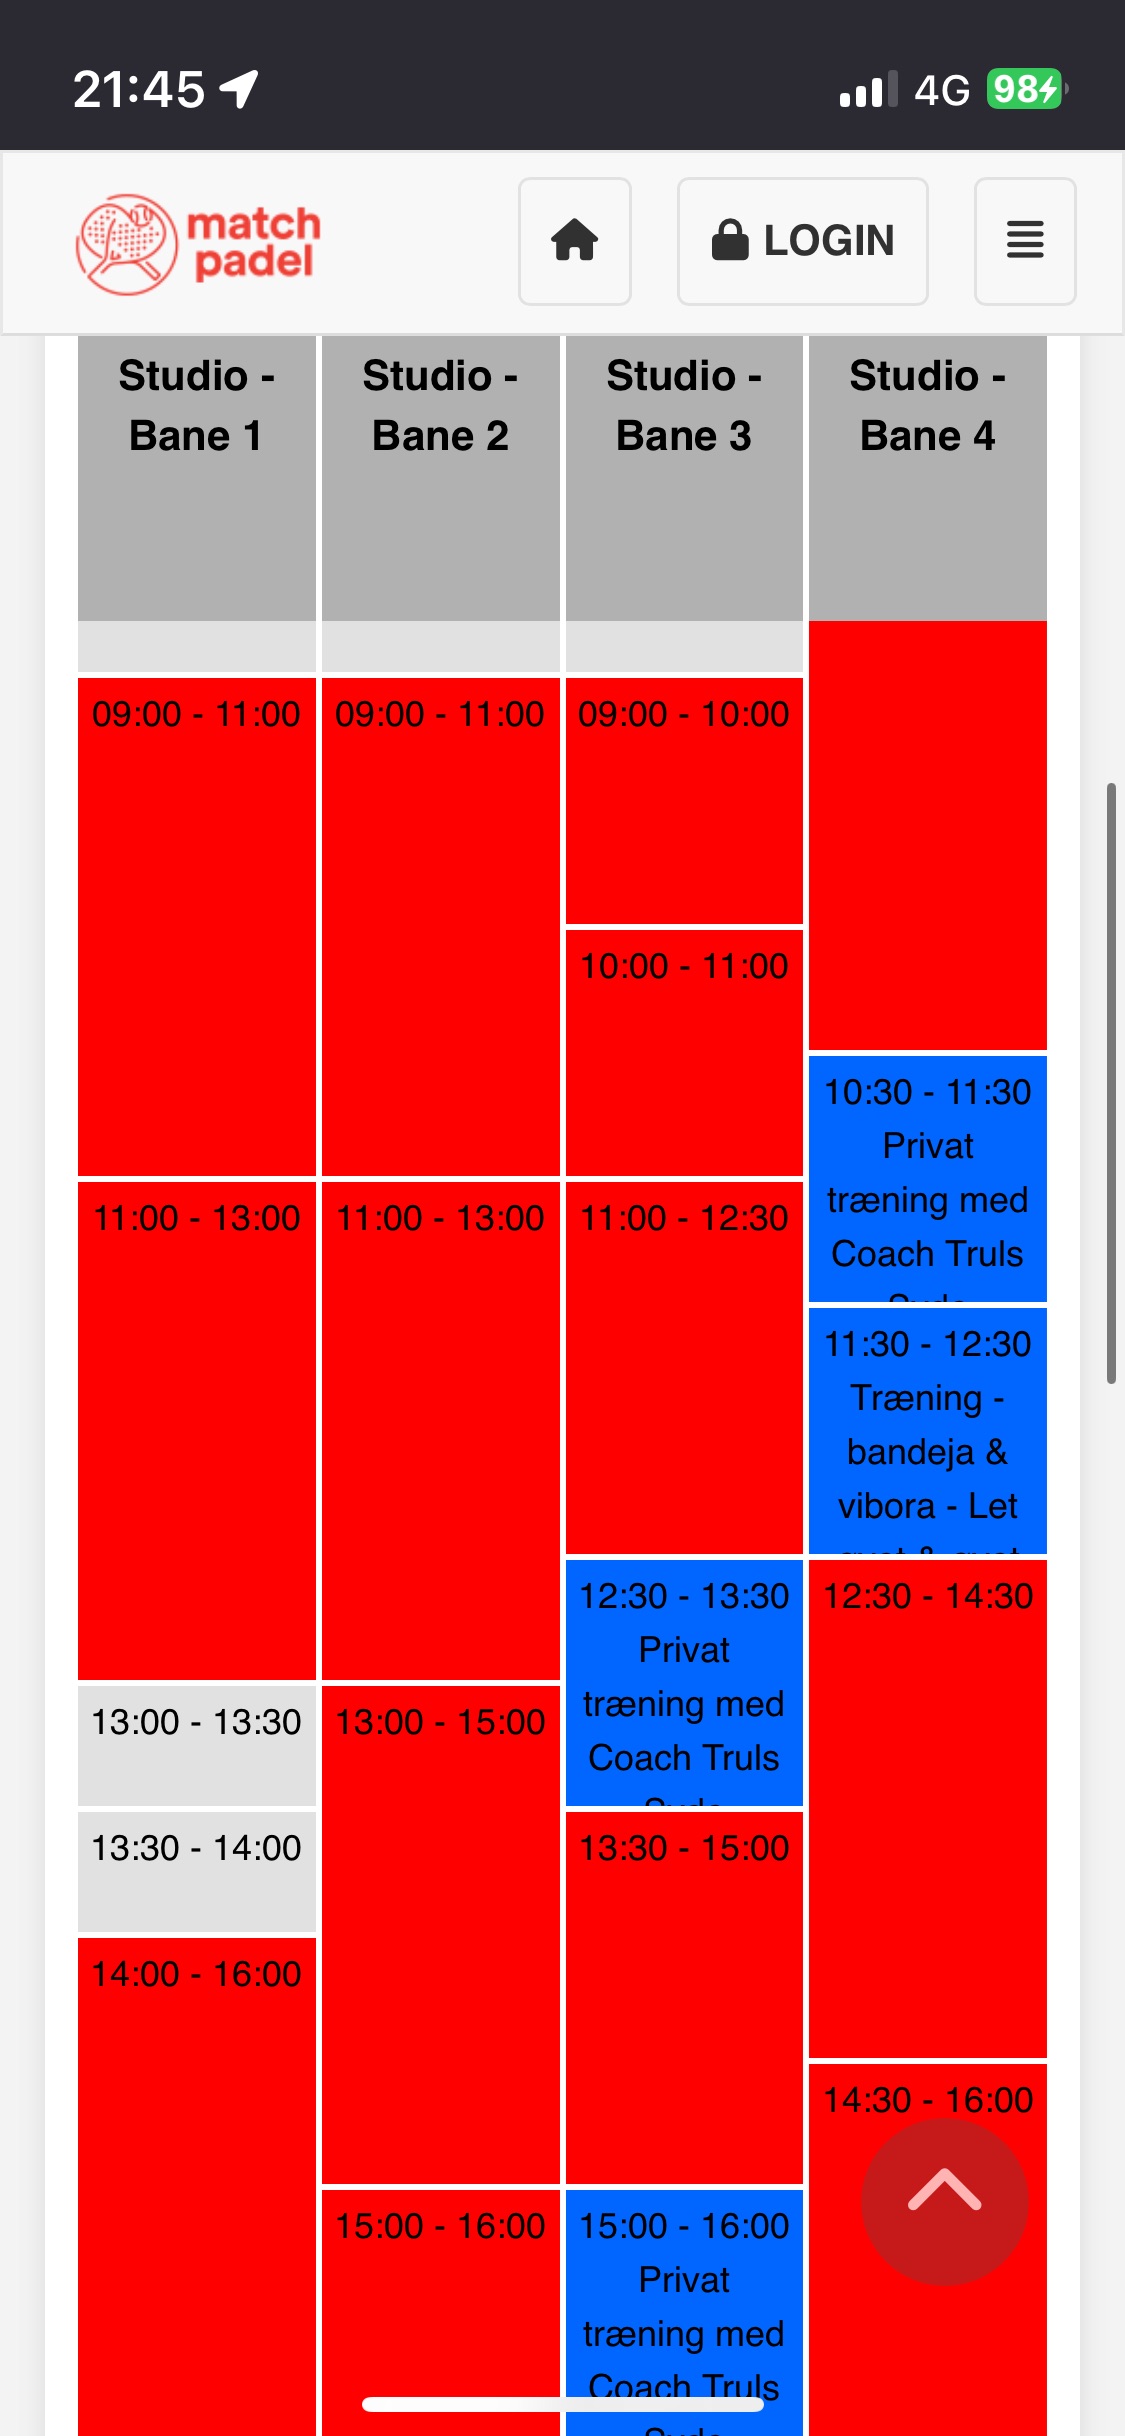 21:45
4G
98
match
padel
LOGIN
Studio -
Bane 1
Studio -
Bane 2
Studio -
Bane 3
Studio -
Bane 4
09:00 - 11:00
11:00 - 13:00
13:00 - 13:30
13:30 - 14:00
14:00 - 16:00
09:00 - 11:00
11:00 - 13:00
13:00 - 15:00
15:00 - 16:00
09:00 - 10:00
10:00 - 11:00
11:00 - 12:30
12:30 - 13:30
Privat
træning med
Coach Truls
13:30 - 15:00
15:00 - 16:00
Privat
træning med
Coach Truls
10:30 - 11:30
Privat
træning med
Coach Truls
11:30 - 12:30
Træning -
bandeja &
vibora - Let
12:30 - 14:30
14:30 - 16:00